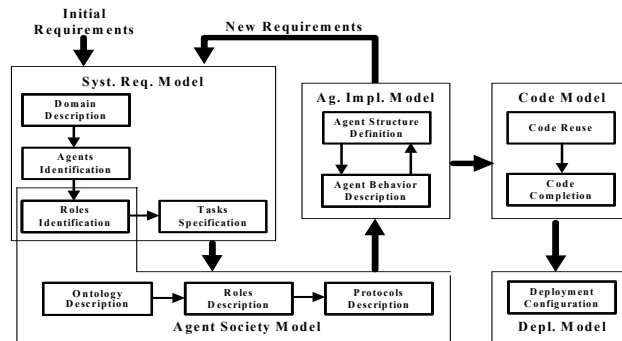 Initial
Requirements
New Requirements
Syst. Req. Model
Domain
Description
Agents
Identification
Roles
Identification
Tasks
Specification
Ag. Impl. Model
Agent Structure
Definition
Agent Behavior
Description
Code Model
Code Reuse
Code
Completion
Ontology
Description
Roles
Description
Protocols
Description
Agent Society Model
Deployment
Configuration
Depl. Model